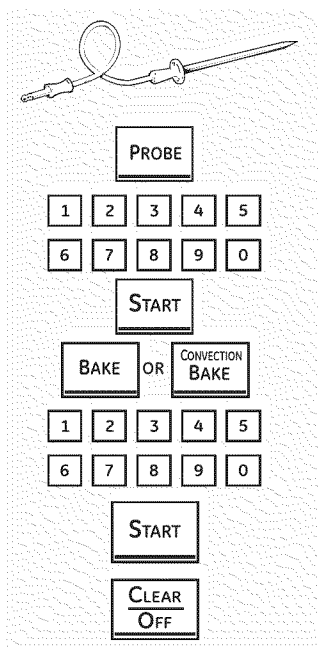 PROBE
1 2 3 4 5
6 7 8 9 0
START
BAKE OR CONVECTION BAKE
1 2 3 4 5
6 7 8 9 0
START
CLEAR
OFF